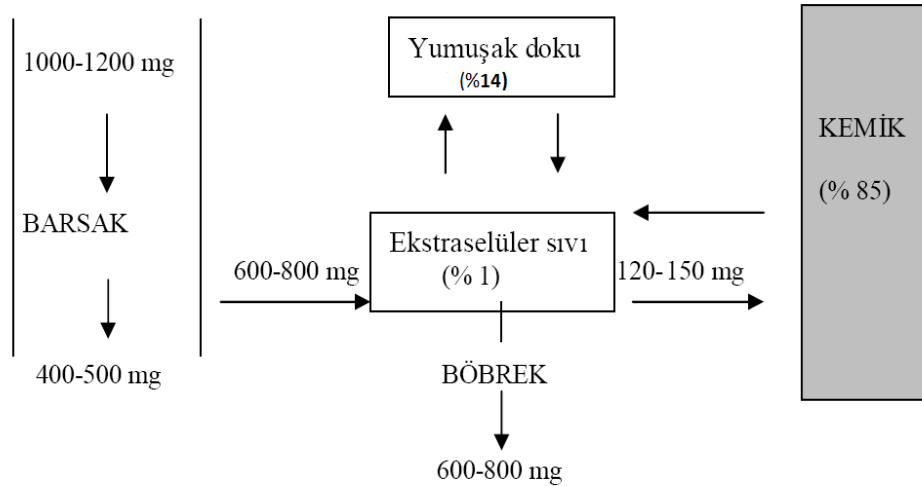 1000-1200 mg
BARSAK
400-500 mg
600-800 mg
Yumuşak doku
(%14)
Ekstraselüler sıvı
(% 1)
BÖBREK
600-800 mg
120-150 mg
KEMİK
(% 85)